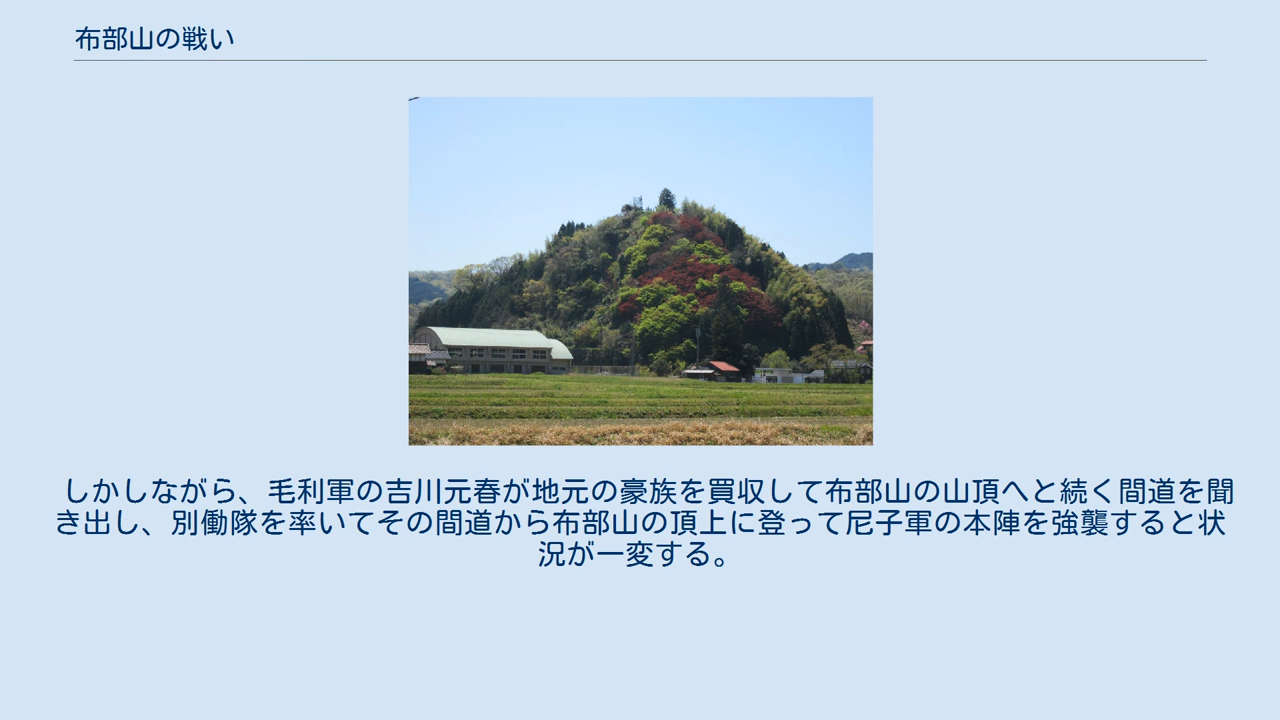 布部山の戦い
しかしながら、毛利軍の吉川元春が地元の豪族を買収して布部山の山頂へと続く間道を聞
き出し、別働隊を率いてその間道から布部山の頂上に登って尼子軍の本陣を強襲すると状
況が一変する。